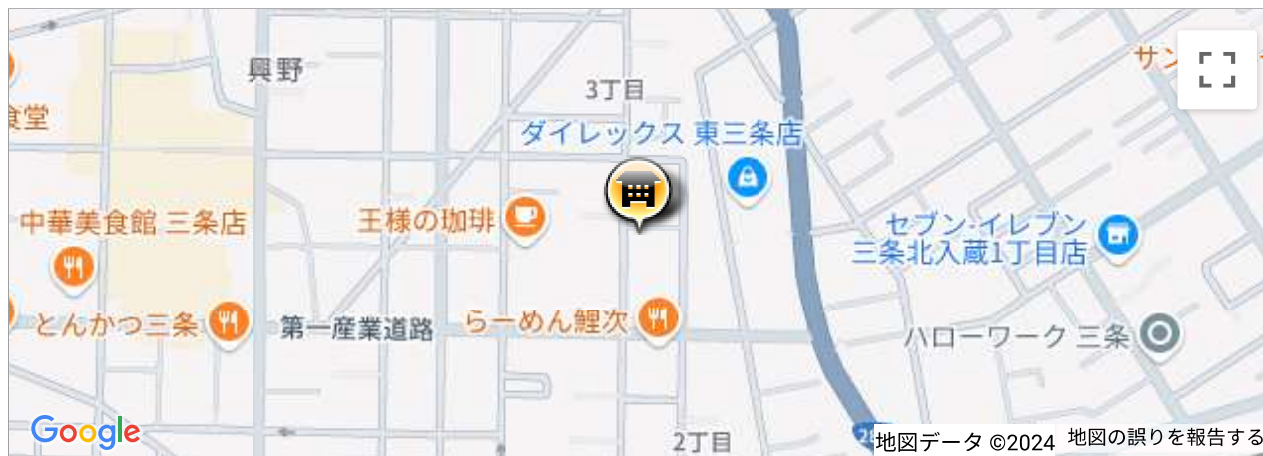 興野
3丁目
サン
食堂
ダイレックス 東三条店
中華美食館 三条店
王様の珈琲
セブン-イレブン
三条北入蔵1丁目店
とんかつ三条
第一産業道路
らーめん鯉次
ハローワーク 三条
Google
2丁目
地図データ ©2024
地図の誤りを報告する